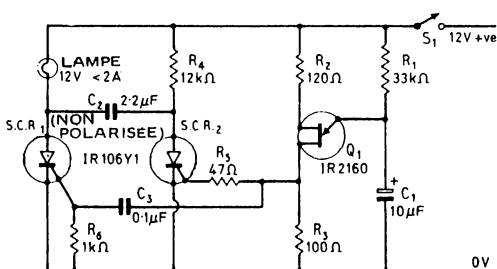 S1
12V +ve
LAMPE
12V <2A
R4
12kΩ
R2
120Ω
R1
33kΩ
C2
2·2µF
(NON
POLARISEE)
S.C.R.1
S.C.R.2
IR106Y1
R5
47Ω
Q1
IR2160
C3
0·1µF
+
C1
10µF
R6
1kΩ
R3
100Ω
0V